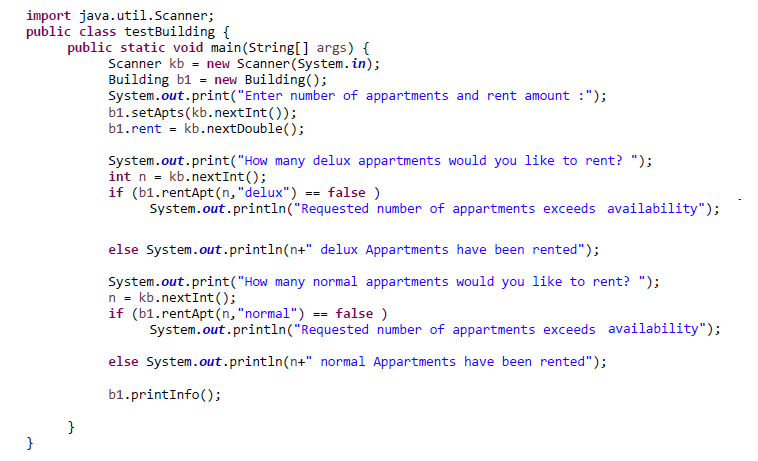 import java.util.Scanner;
public class testBuilding {
public static void main(String[] args) {
Scanner kb = new Scanner(System.in);
Building b1 = new Building();
System.out.print("Enter number of appartments and rent amount :");
b1.setApts(kb.nextInt());
b1.rent = kb.nextDouble();
System.out.print("How many delux appartments would you like to rent? ");
int n = kb.nextInt();
if (b1.rentApt(n,"delux") == false )
System.out.println("Requested number of appartments exceeds availability");
else System.out.println(n+" delux Appartments have been rented");
System.out.print("How many normal appartments would you like to rent? ");
n = kb.nextInt();
if (b1.rentApt(n,"normal") == false )
System.out.println("Requested number of appartments exceeds availability");
else System.out.println(n+" normal Appartments have been rented");
b1.printInfo();
}
}